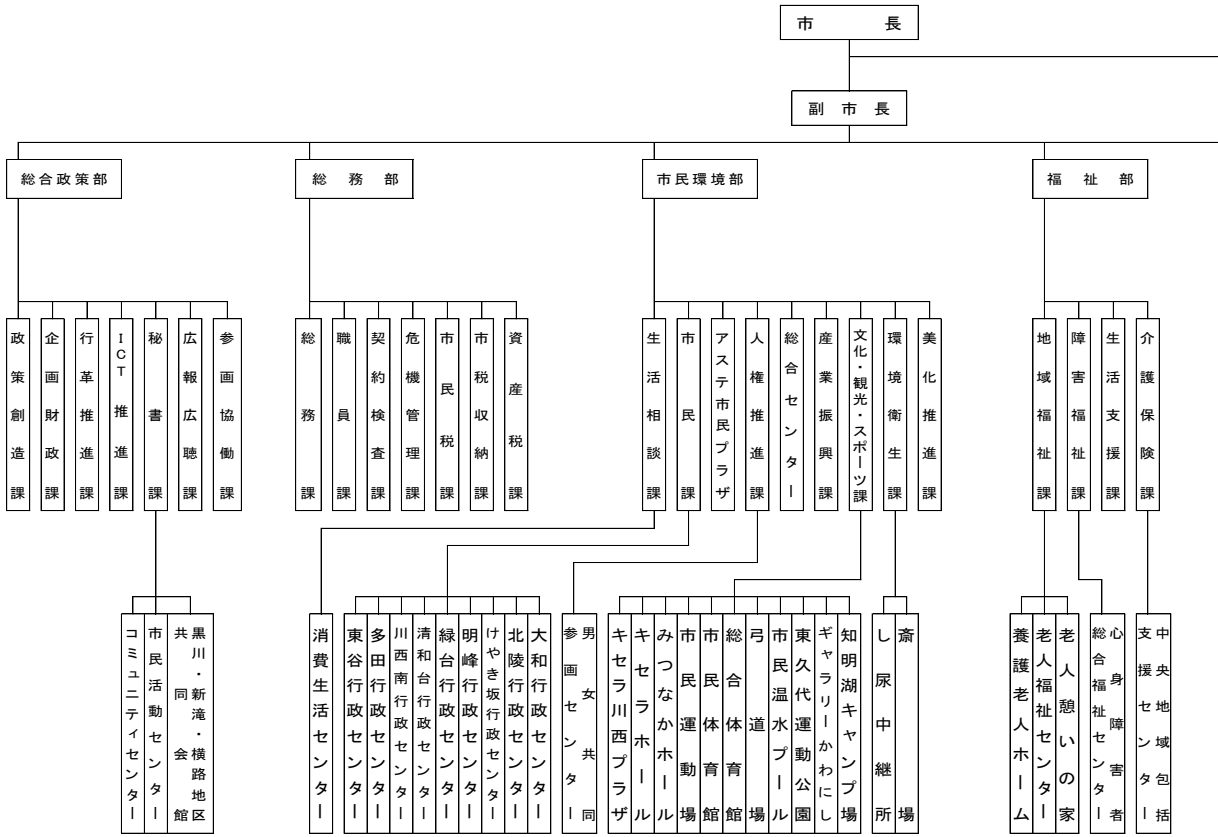 市長
副市長
総合政策部
総務部
市民環境部
福祉部
政策創造課
企画財政課
行革推進課
ICT推進課
秘書課
広報広聴課
参画協働課
総務課
職員課
契約検査課
危機管理課
市民税課
市税収納課
資産税課
生活相談課
市民課
アステ市民プラザ
人権推進課
総合センター
産業振興課
文化・観光・スポーツ課
環境衛生課
美化推進課
地域福祉課
障害福祉課
生活支援課
介護保険課
コミュニティセンター
市民活動センター
黒川・新滝・横路地区
共同会館
消費生活センター
東谷行政センター
多田行政センター
川西南行政センター
清和台行政センター
緑台行政センター
明峰行政センター
けやき坂行政センター
北陵行政センター
大和行政センター
男女共同
参画センター
キセラ川西プラザ
キセラホール
みつなかホール
市民運動場
市民体育館
総合体育館
弓道場
市民温水プール
東久代運動公園
ギャラリーかわにし
知明湖キャンプ場
し尿中継所
斎場
養護老人ホーム
老人福祉センター
老人憩いの家
心身障害者
総合福祉センター
中央地域包括
支援センター